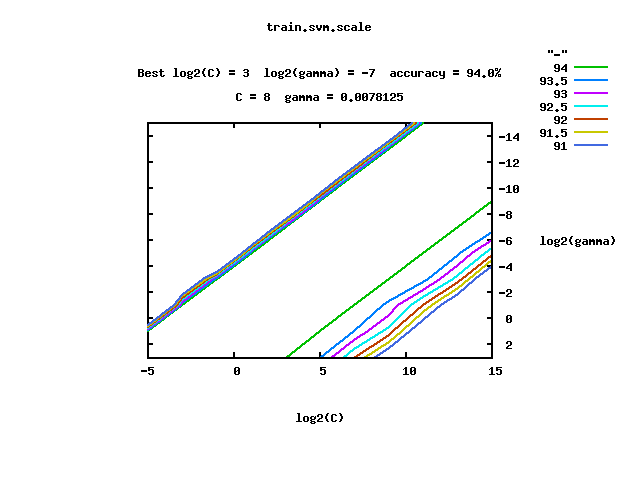 train.svm.scale
"_"
Best log2(C) = 3  log2(gamma) = -7  accuracy = 94.0%
C = 8  gamma = 0.0078125
94
93.5
93
92.5
92
91.5
91
-14
-12
-10
-8
-6
-4
-2
0
2
log2(gamma)
-5 0 5 10 15
log2(C)